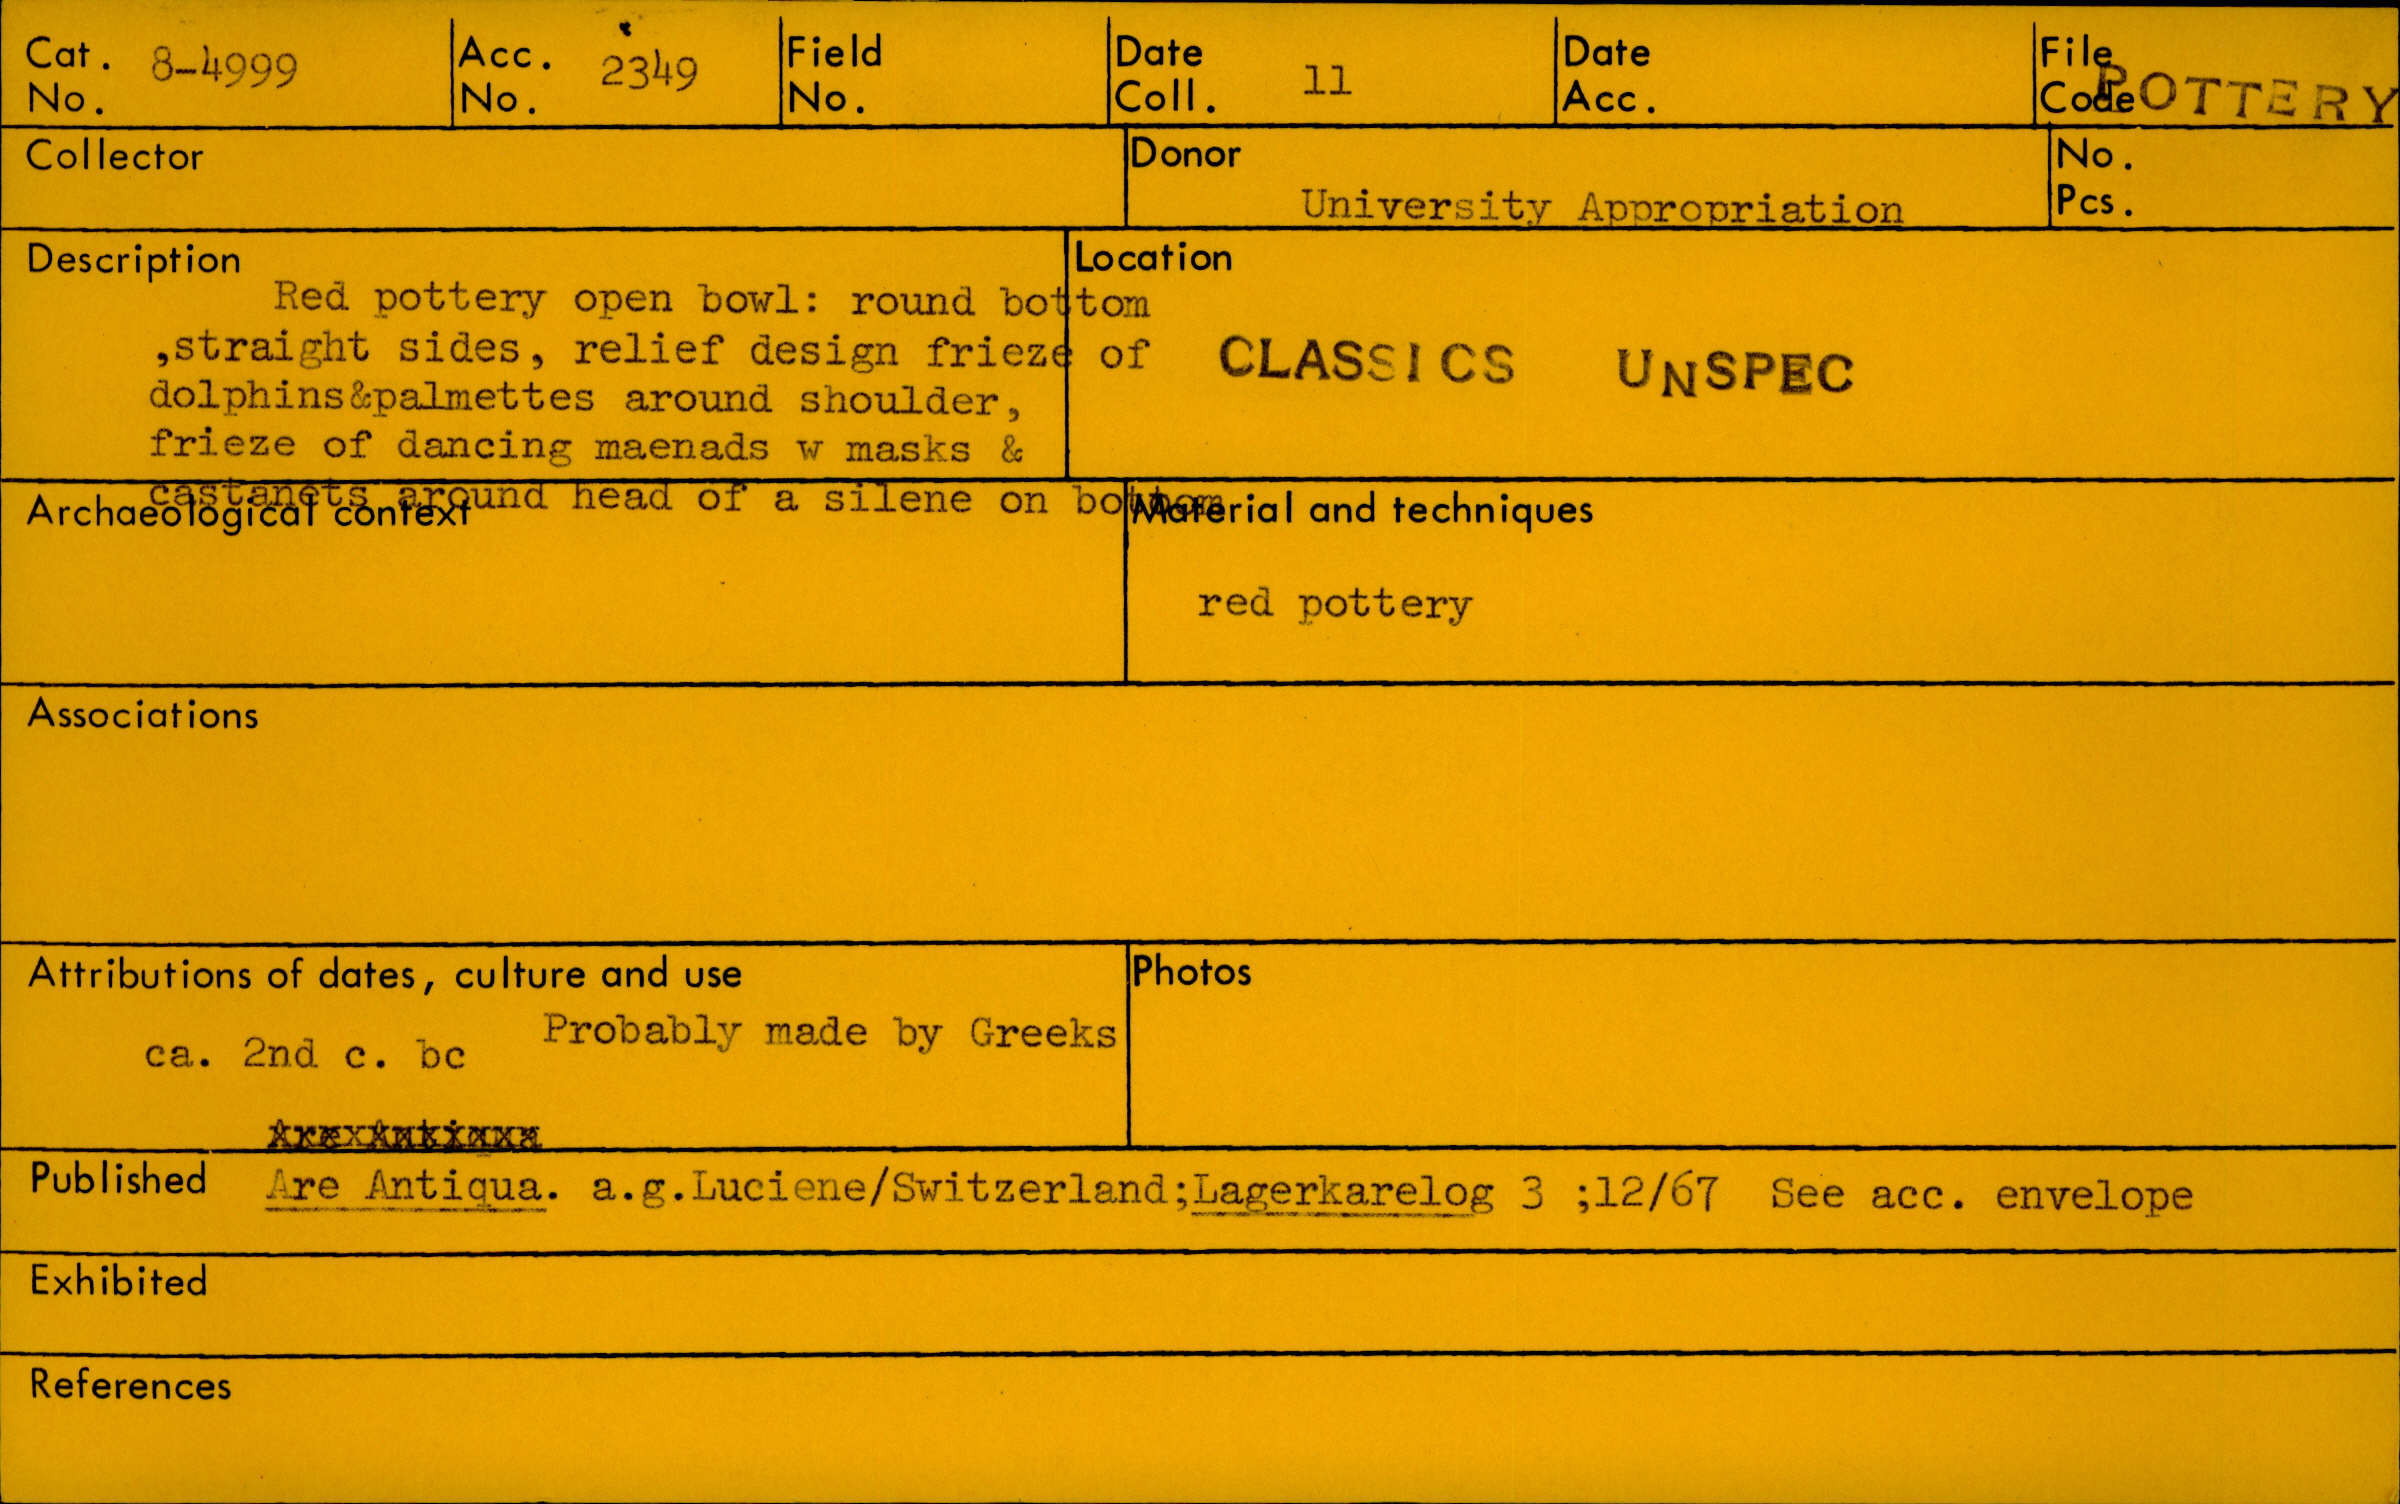 Cat. No. 8-4999
Acc. No. 2349
Field No.
Date Coll. 11
Date Acc.
File Code POTTERY
Collector
Donor
University Appropriation
No. Pcs.
Description
Red pottery open bowl: round bottom
,straight sides, relief design frieze of
dolphins&palmettes around shoulder,
frieze of dancing maenads w masks &
castanets around head of a silene on bottom
Location
CLASSICS UNSPEC
Archaeological context
Material and techniques
red pottery
Associations
Attributions of dates, culture and use
ca. 2nd c. bc Probably made by Greeks
Photos
Published Are Antiqua. a.g.Luciene/Switzerland;Lagerkarelog 3 ;12/67 See acc. envelope
Exhibited
References